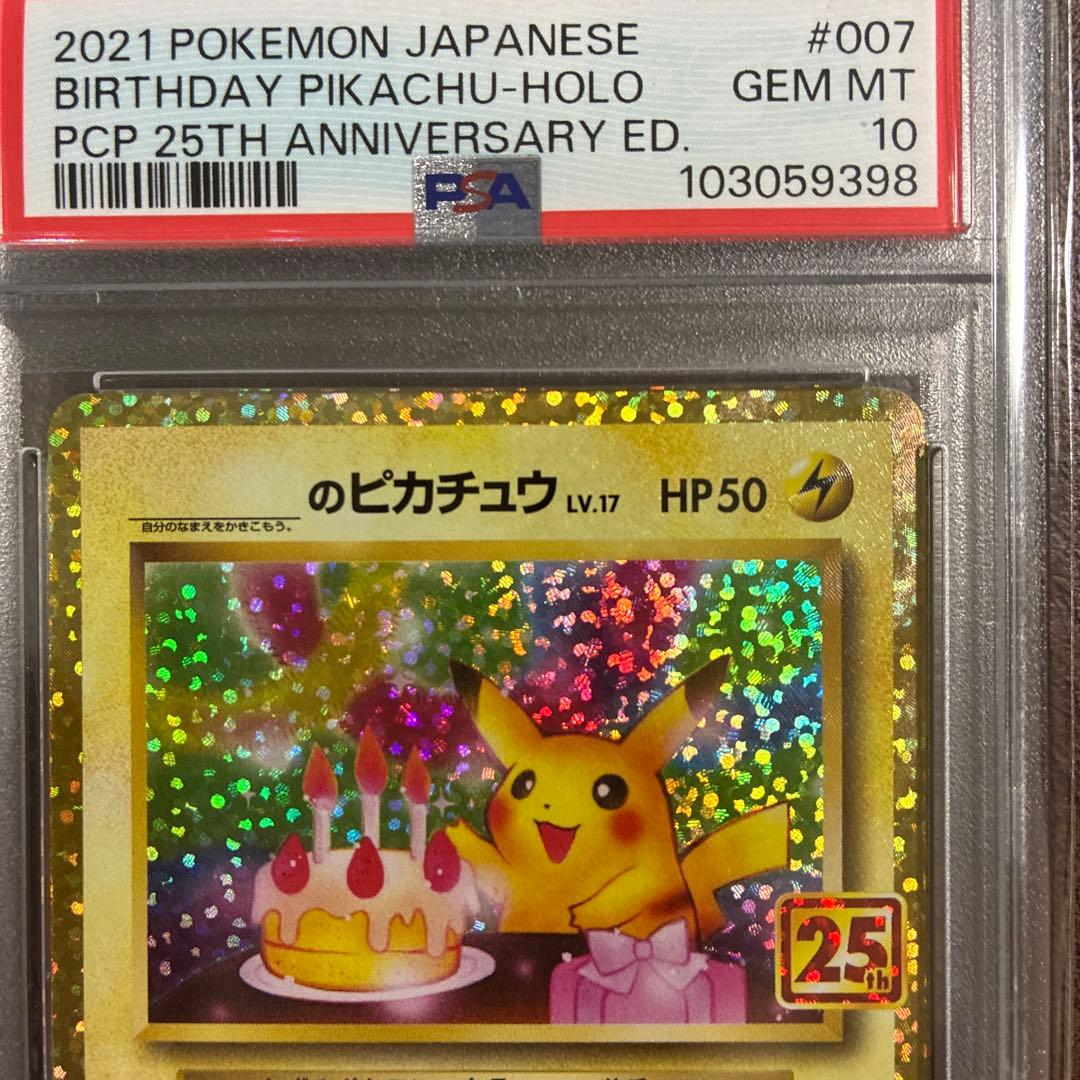 2021 POKEMON JAPANESE #007
BIRTHDAY PIKACHU-HOLO GEM MT
PCP 25TH ANNIVERSARY ED. 10
PSA 103059398
のピカチュウ LV.17 HP50
自分のなまえをかきこもう。
25th